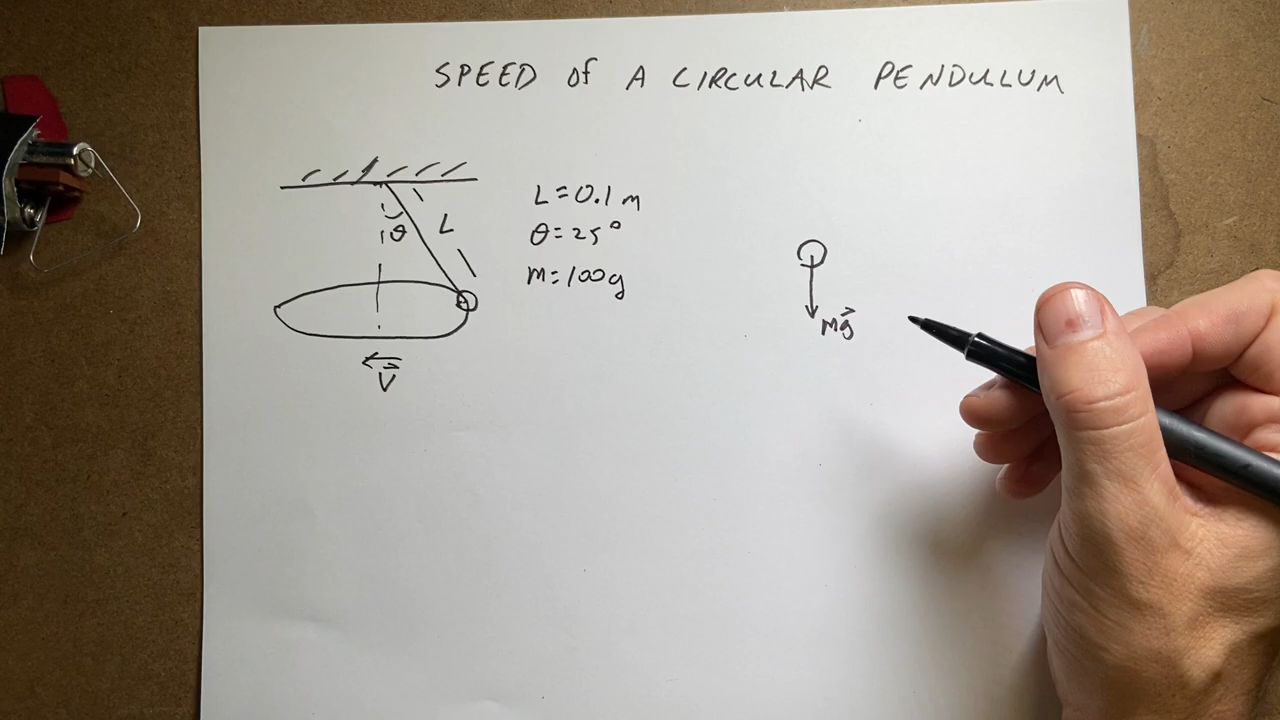 SPEED of A CIRCULAR PENDULUM
L=0.1 m
θ=25°
m=100g
θ
L
mg⃗
v⃗